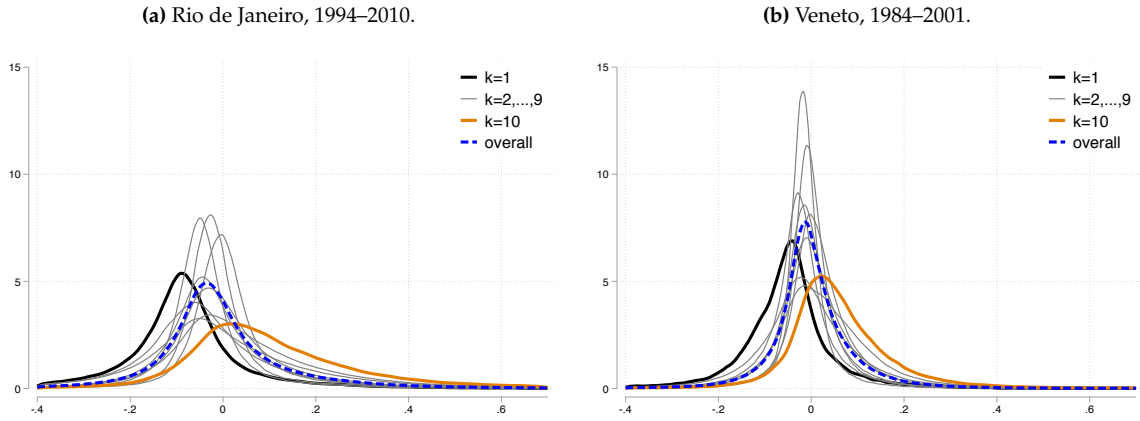 (a) Rio de Janeiro, 1994–2010.
15
10
5
0
-.4 -.2 0 .2 .4 .6
k=1
k=2,...,9
k=10
overall
(b) Veneto, 1984–2001.
15
10
5
0
-.4 -.2 0 .2 .4 .6
k=1
k=2,...,9
k=10
overall